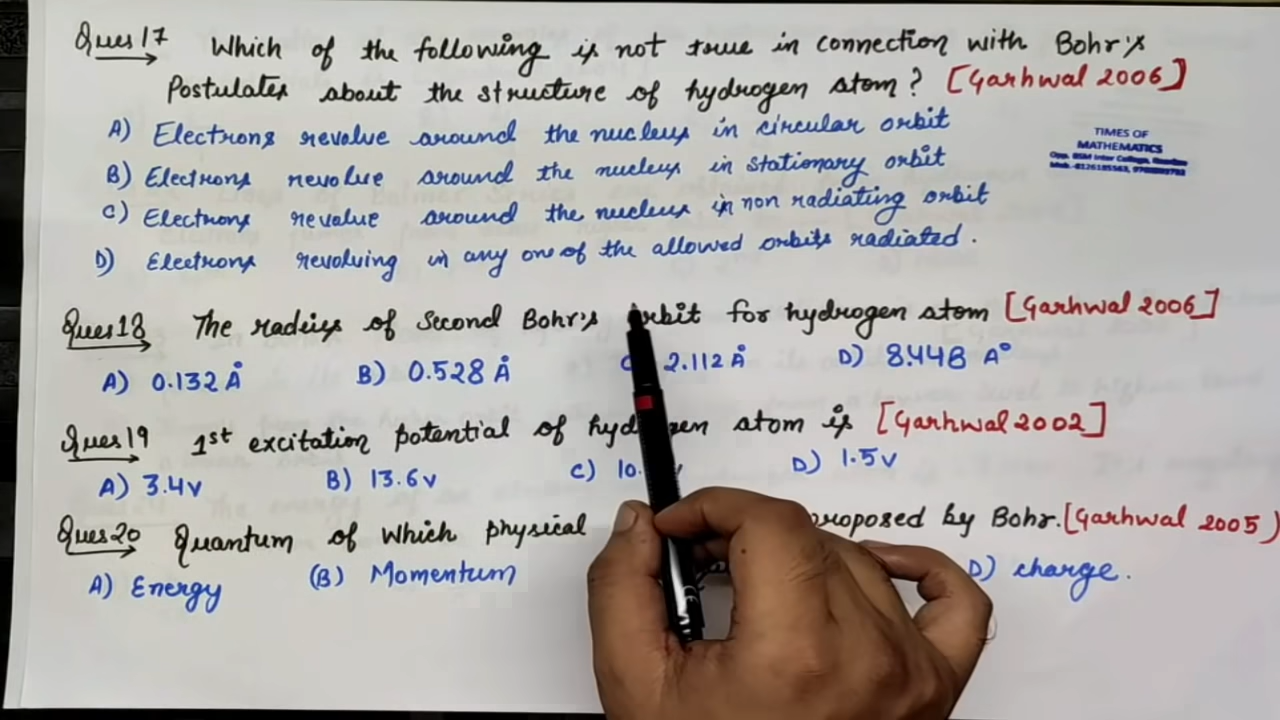 Ques 17 Which of the following is not true in connection with Bohr's
Postulates about the structure of hydrogen atom? [Garhwal 2006]
A) Electrons revolve around the nucleus in circular orbit
B) Electrons revolve around the nucleus in stationary orbit
C) Electrons revalue around the nucleus in non radiating orbit
D) Electrons revolving in any one of the allowed orbits radiated.
TIMES OF
MATHEMATICS
Ques 18 The radius of Second Bohr's orbit for hydrogen atom [Garhwal 2006]
A) 0.132 Å B) 0.528 Å C) 2.112 Å D) 8.448 A°
Ques 19 1st excitation potential of hydrogen atom is [Garhwal 2002]
A) 3.4v B) 13.6v C) 10. v D) 1.5v
Ques 20 Quantum of which physical proposed by Bohr. [Garhwal 2005]
A) Energy (B) Momentum D) charge.